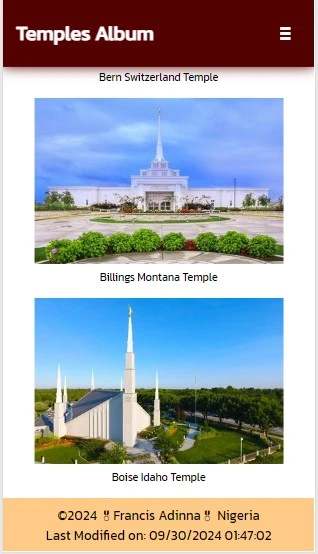 Temples Album
Bern Switzerland Temple
Billings Montana Temple
Boise Idaho Temple
©2024 🎖 Francis Adinna 🎖 Nigeria
Last Modified on: 09/30/2024 01:47:02